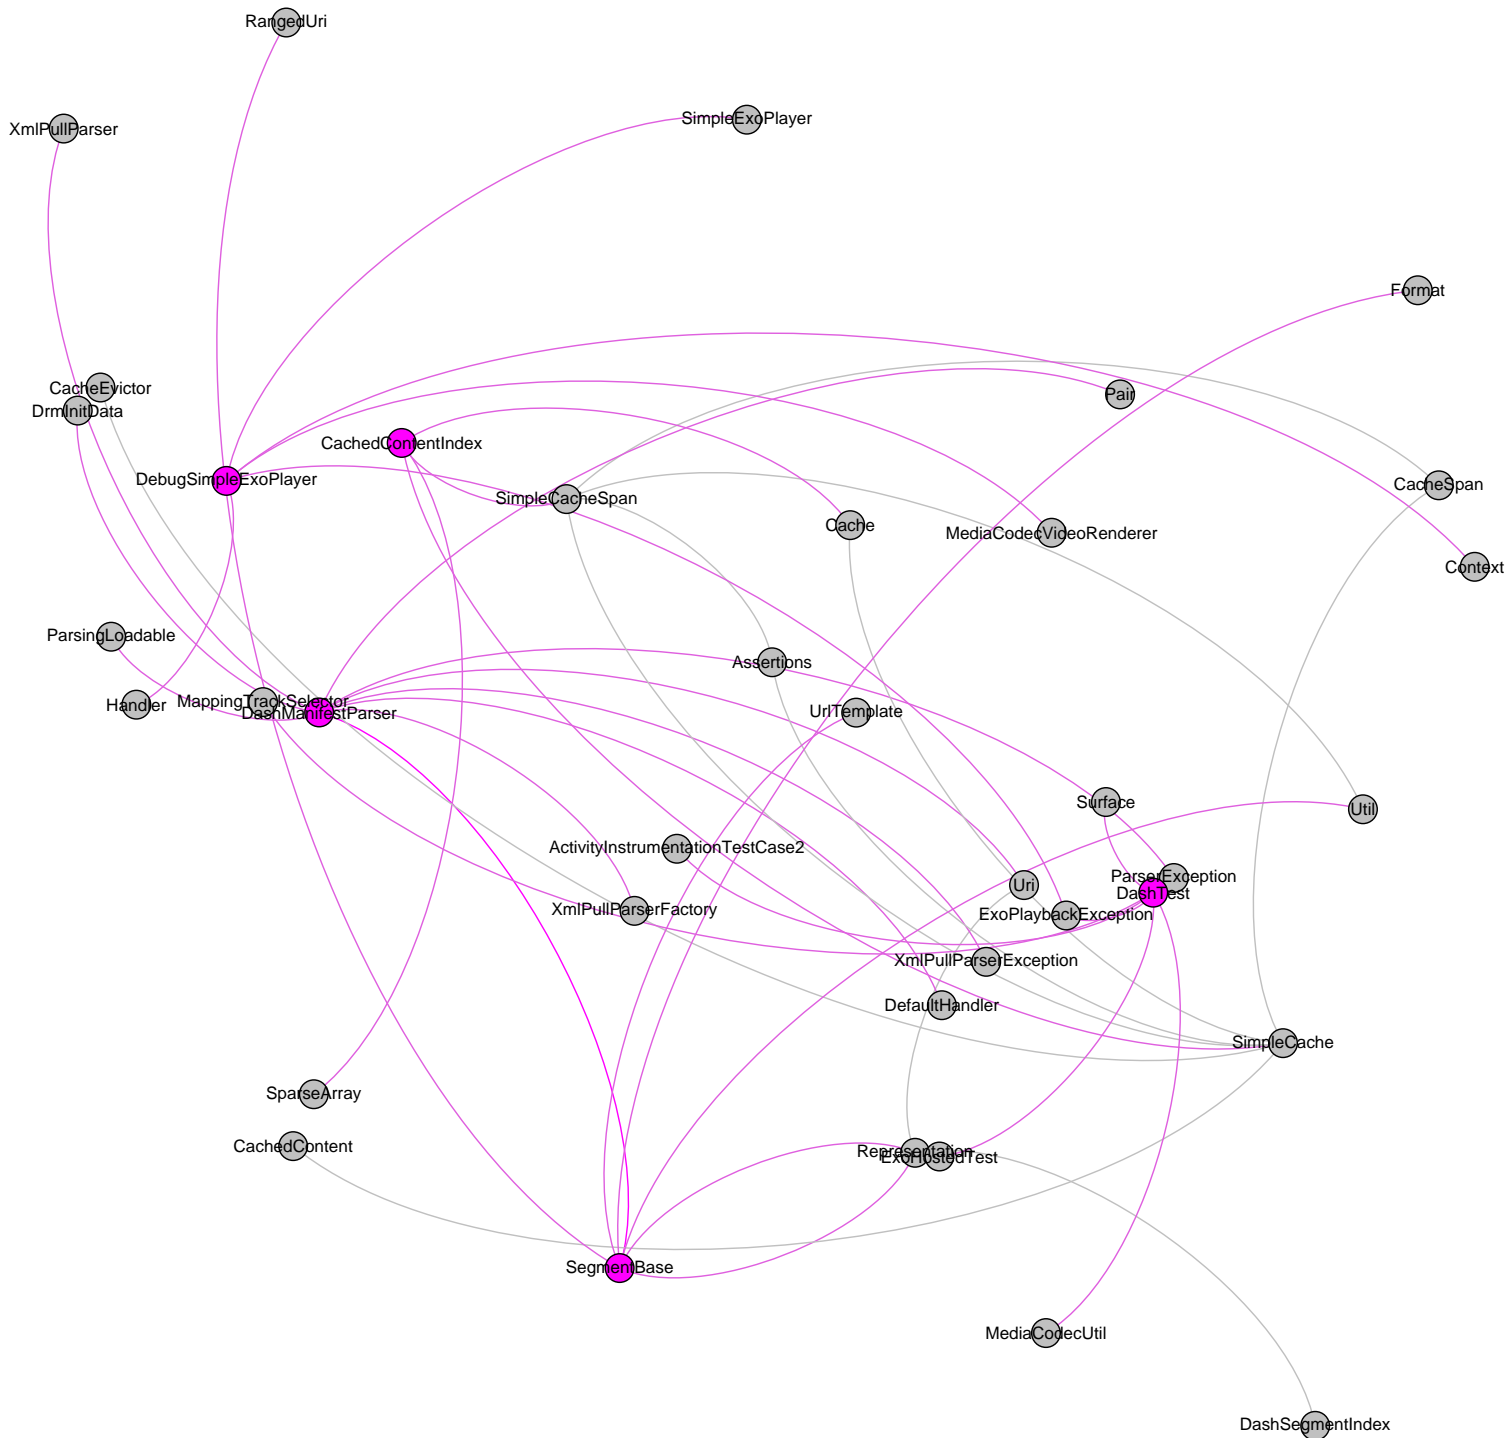 RangedUri
SimpleExoPlayer
XmlPullParser
Format
CacheEvictor
Pair
DrmInitData
CachedContentIndex
DebugSimpleExoPlayer
CacheSpan
SimpleCacheSpan
Cache
MediaCodecVideoRenderer
Context
ParsingLoadable
Assertions
MappingTrackSelector
Handler
DashManifestParser
UrlTemplate
Surface
Util
ActivityInstrumentationTestCase2
ParserException
Uri
DashTest
XmlPullParserFactory
ExoPlaybackException
XmlPullParserException
DefaultHandler
SimpleCache
SparseArray
CachedContent
Representation
ExoHostedTest
SegmentBase
MediaCodecUtil
DashSegmentIndex